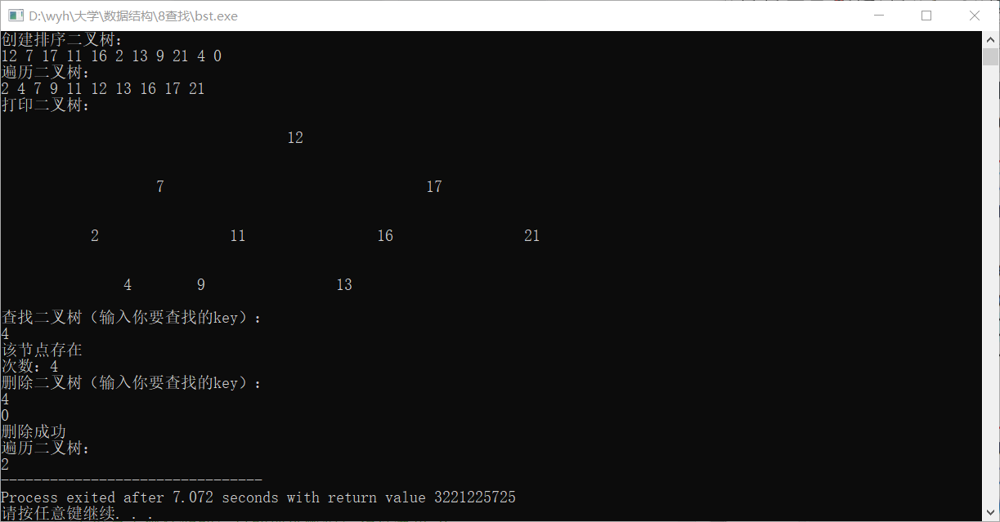 D:\wyh\大学\数据结构\8查找\bst.exe
创建排序二叉树：
12 7 17 11 16 2 13 9 21 4 0
遍历二叉树：
2 4 7 9 11 12 13 16 17 21
打印二叉树：
12
7 17
2 11 16 21
4 9 13
查找二叉树（输入你要查找的key）：
4
该节点存在
次数：4
删除二叉树（输入你要查找的key）：
4
0
删除成功
遍历二叉树：
2
--------------------------------
Process exited after 7.072 seconds with return value 3221225725
请按任意键继续. . .